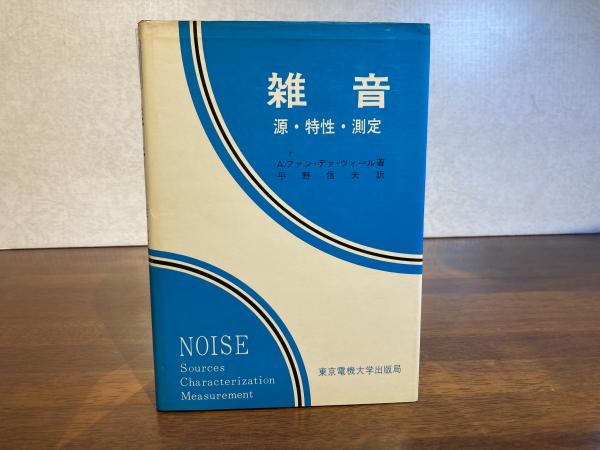 雑音
源・特性・測定
A.ファン・デァ・ツィール著
平野信夫訳
NOISE
Sources
Characterization
Measurement
東京電機大学出版局